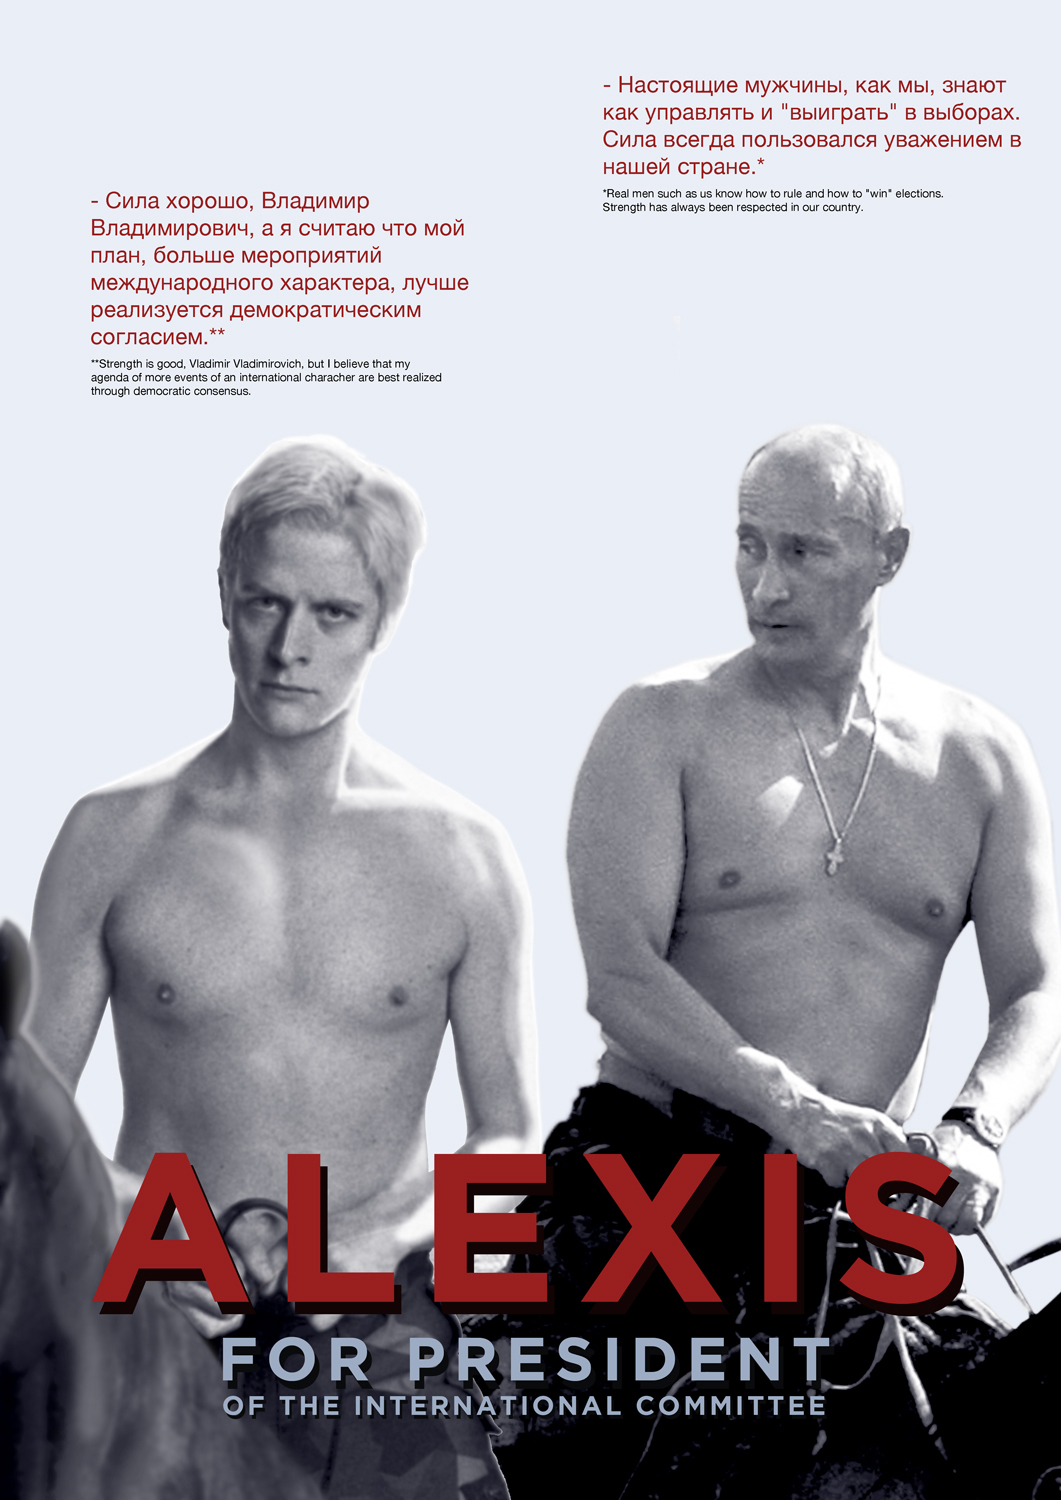 - Настоящие мужчины, как мы, знают
как управлять и "выиграть" в выборах.
Сила всегда пользовался уважением в
нашей стране.*
*Real men such as us know how to rule and how to "win" elections.
Strength has always been respected in our country.
- Сила хорошо, Владимир
Владимирович, а я считаю что мой
план, больше мероприятий
международного характера, лучше
реализуется демократическим
согласием.**
**Strength is good, Vladimir Vladimirovich, but I believe that my
agenda of more events of an international characher are best realized
through democratic consensus.
ALEXIS
FOR PRESIDENT
OF THE INTERNATIONAL COMMITTEE